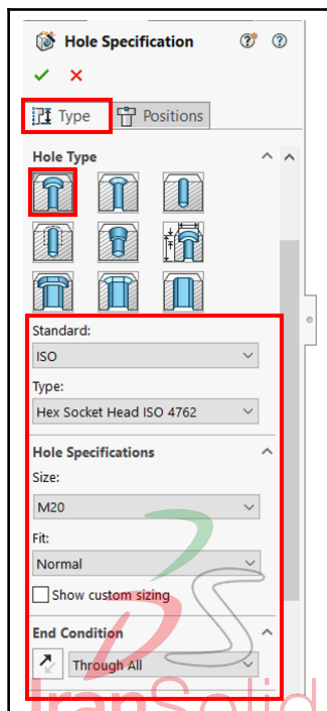 Hole Specification
Type
Positions
Hole Type
Standard:
ISO
Type:
Hex Socket Head ISO 4762
Hole Specifications
Size:
M20
Fit:
Normal
Show custom sizing
End Condition
Through All
IranSolid